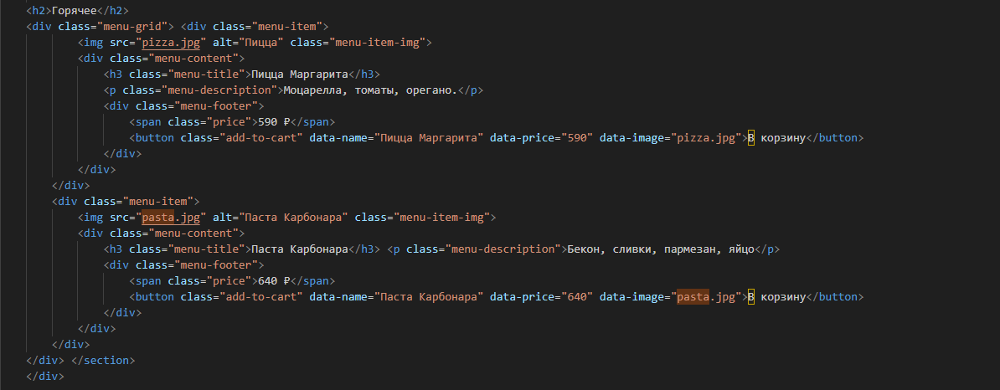 <h2>Горячее</h2>
<div class="menu-grid"> <div class="menu-item">
<img src="pizza.jpg" alt="Пицца" class="menu-item-img">
<div class="menu-content">
<h3 class="menu-title">Пицца Маргарита</h3>
<p class="menu-description">Моцарелла, томаты, орегано.</p>
<div class="menu-footer">
<span class="price">590 ₽</span>
<button class="add-to-cart" data-name="Пицца Маргарита" data-price="590" data-image="pizza.jpg">В корзину</button>
</div>
</div>
</div>
<div class="menu-item">
<img src="pasta.jpg" alt="Паста Карбонара" class="menu-item-img">
<div class="menu-content">
<h3 class="menu-title">Паста Карбонара</h3> <p class="menu-description">Бекон, сливки, пармезан, яйцо</p>
<div class="menu-footer">
<span class="price">640 ₽</span>
<button class="add-to-cart" data-name="Паста Карбонара" data-price="640" data-image="pasta.jpg">В корзину</button>
</div>
</div>
</div>
</div> </section>
</div>